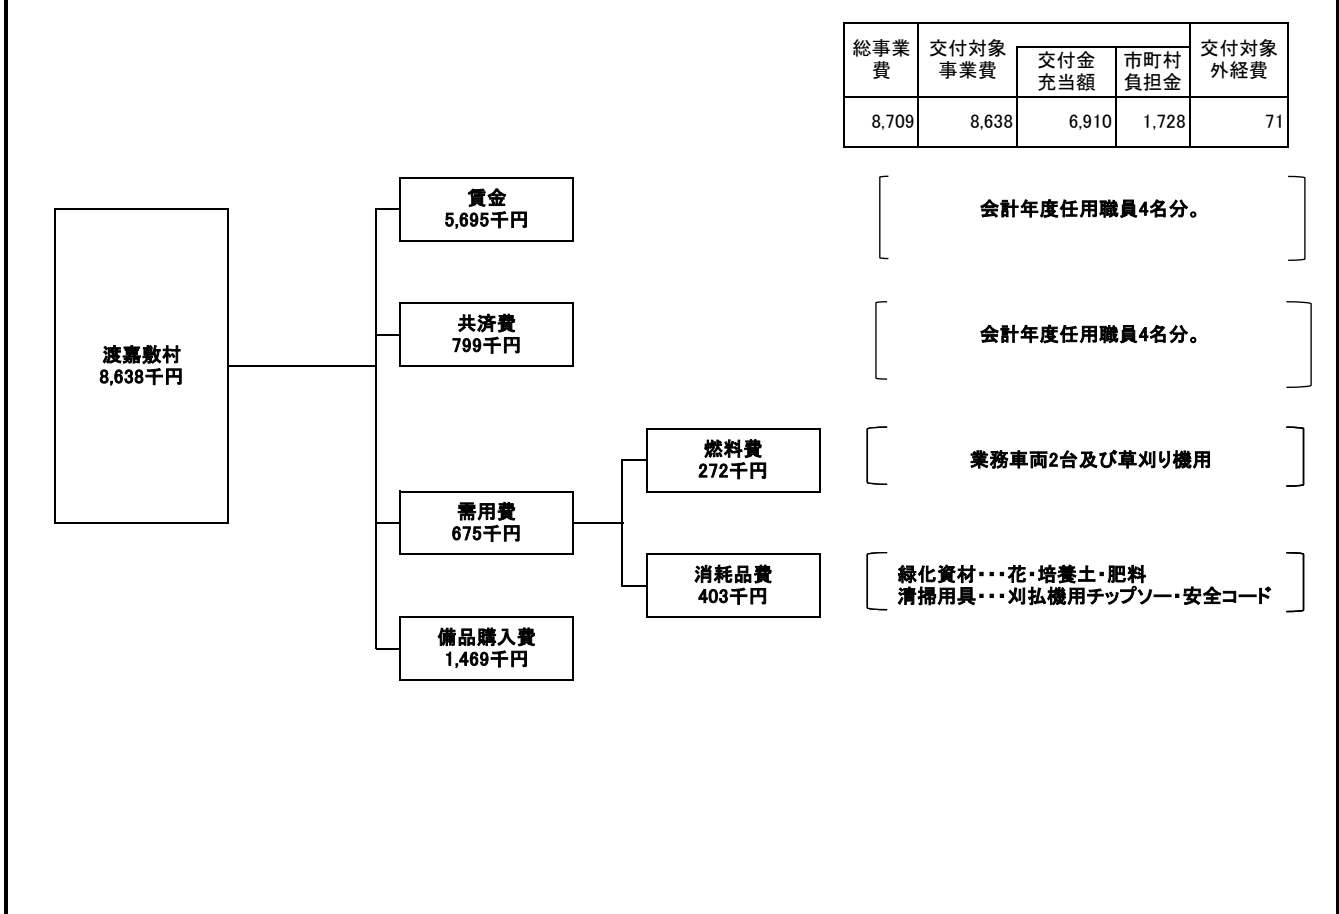 総事業
費
交付対象
事業費
交付金
充当額
市町村
負担金
交付対象
外経費
8,709
8,638
6,910
1,728
71
賃金
5,695千円
会計年度任用職員4名分。
渡嘉敷村
8,638千円
共済費
799千円
会計年度任用職員4名分。
燃料費
272千円
業務車両2台及び草刈り機用
需用費
675千円
消耗品費
403千円
緑化資材・・・花・培養土・肥料
清掃用具・・・刈払機用チップソー・安全コード
備品購入費
1,469千円